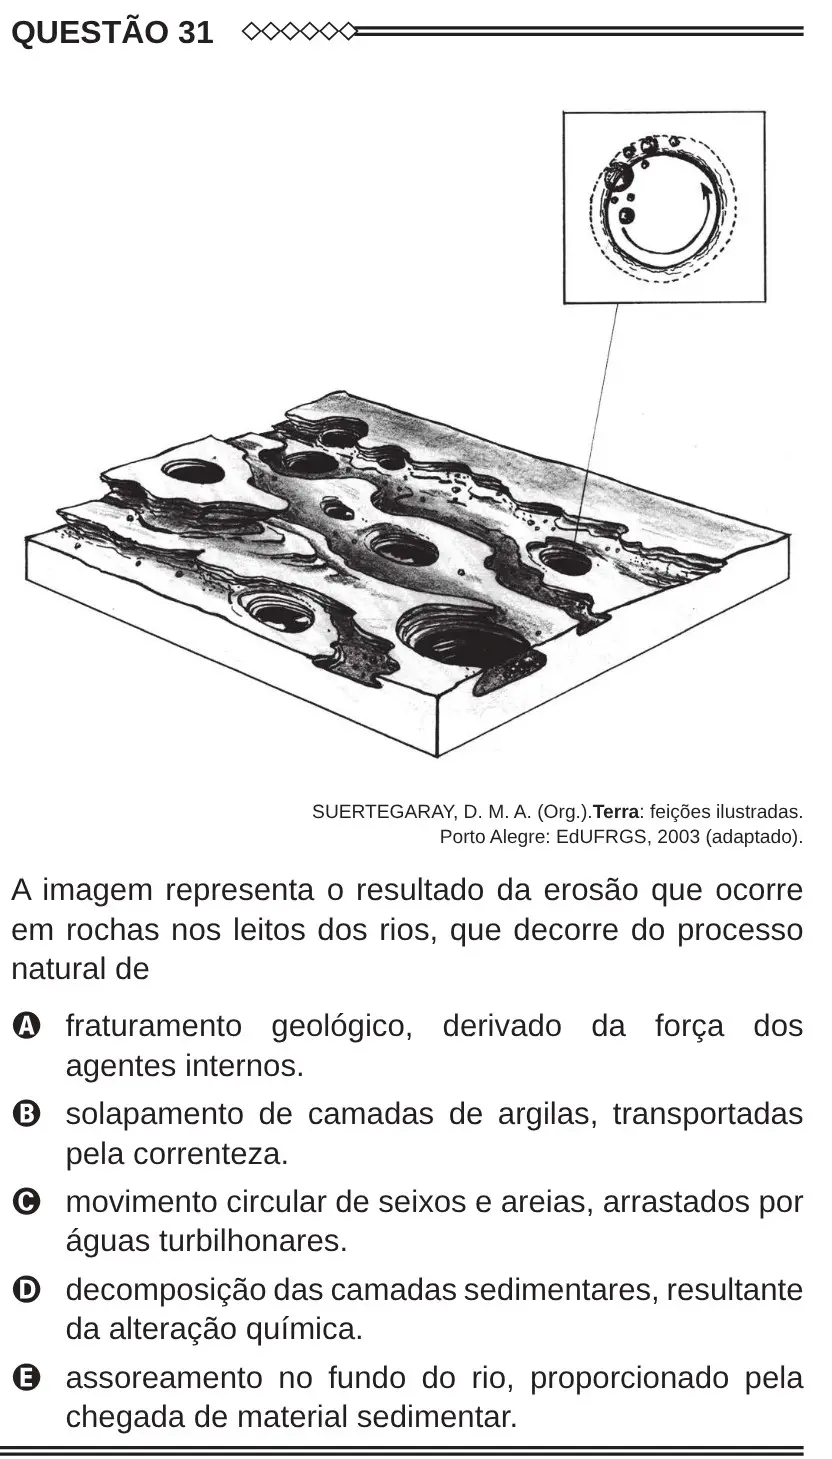 QUESTÃO 31
SUERTEGARAY, D. M. A. (Org.).Terra: feições ilustradas.
Porto Alegre: EdUFRGS, 2003 (adaptado).
A imagem representa o resultado da erosão que ocorre
em rochas nos leitos dos rios, que decorre do processo
natural de
A fraturamento geológico, derivado da força dos
agentes internos.
B solapamento de camadas de argilas, transportadas
pela correnteza.
C movimento circular de seixos e areias, arrastados por
águas turbilhonares.
D decomposição das camadas sedimentares, resultante
da alteração química.
E assoreamento no fundo do rio, proporcionado pela
chegada de material sedimentar.